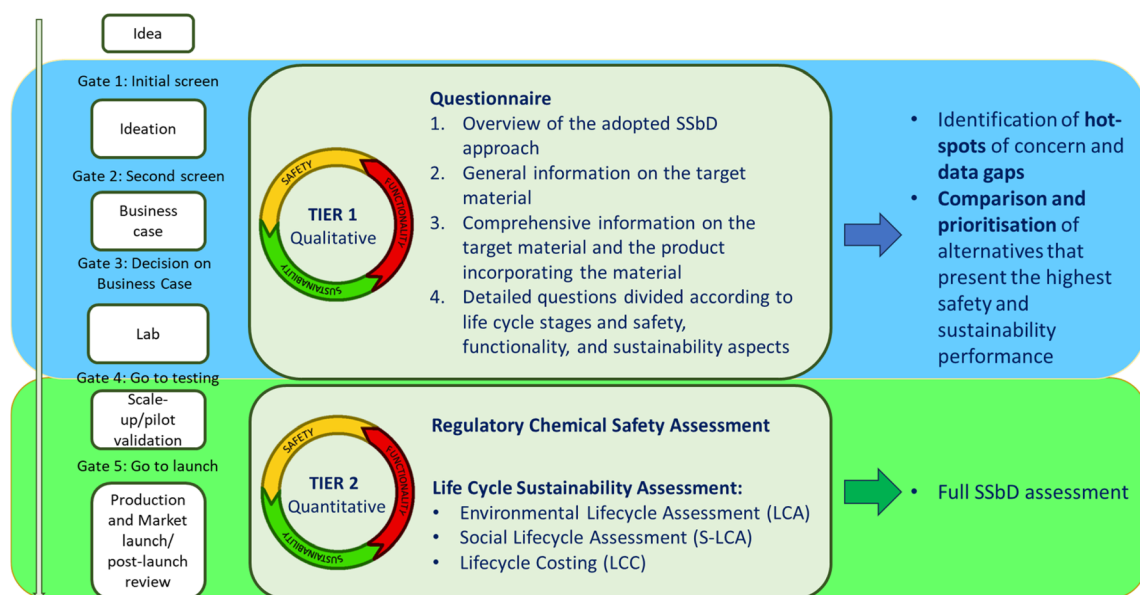 Idea
Gate 1: Initial screen
Ideation
Gate 2: Second screen
Business
case
Gate 3: Decision on
Business Case
Lab
Gate 4: Go to testing
Scale-
up/pilot
validation
Gate 5: Go to launch
Production
and Market
launch/
post-launch
review
SAFETY
FUNCTIONALITY
SUSTAINABILITY
TIER 1
Qualitative
Questionnaire
1. Overview of the adopted SSbD
approach
2. General information on the target
material
3. Comprehensive information on the
target material and the product
incorporating the material
4. Detailed questions divided according to
life cycle stages and safety,
functionality, and sustainability aspects
• Identification of hot-
spots of concern and
data gaps
• Comparison and
prioritisation of
alternatives that
present the highest
safety and
sustainability
performance
SAFETY
FUNCTIONALITY
SUSTAINABILITY
TIER 2
Quantitative
Regulatory Chemical Safety Assessment
Life Cycle Sustainability Assessment:
• Environmental Lifecycle Assessment (LCA)
• Social Lifecycle Assessment (S-LCA)
• Lifecycle Costing (LCC)
• Full SSbD assessment